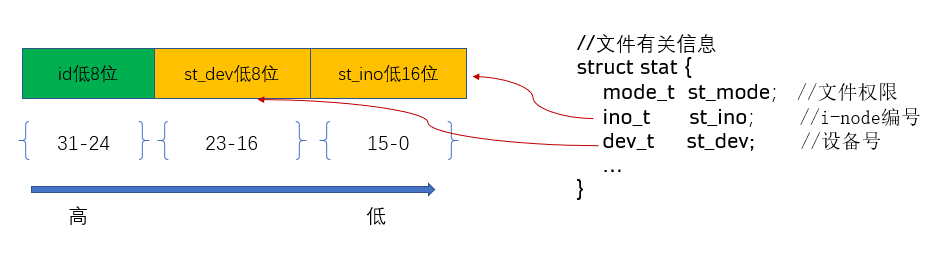 id低8位 st_dev低8位 st_ino低16位
31-24 23-16 15-0
高 低
//文件有关信息
struct stat {
mode_t st_mode; //文件权限
ino_t st_ino; //i-node编号
dev_t st_dev; //设备号
...
}